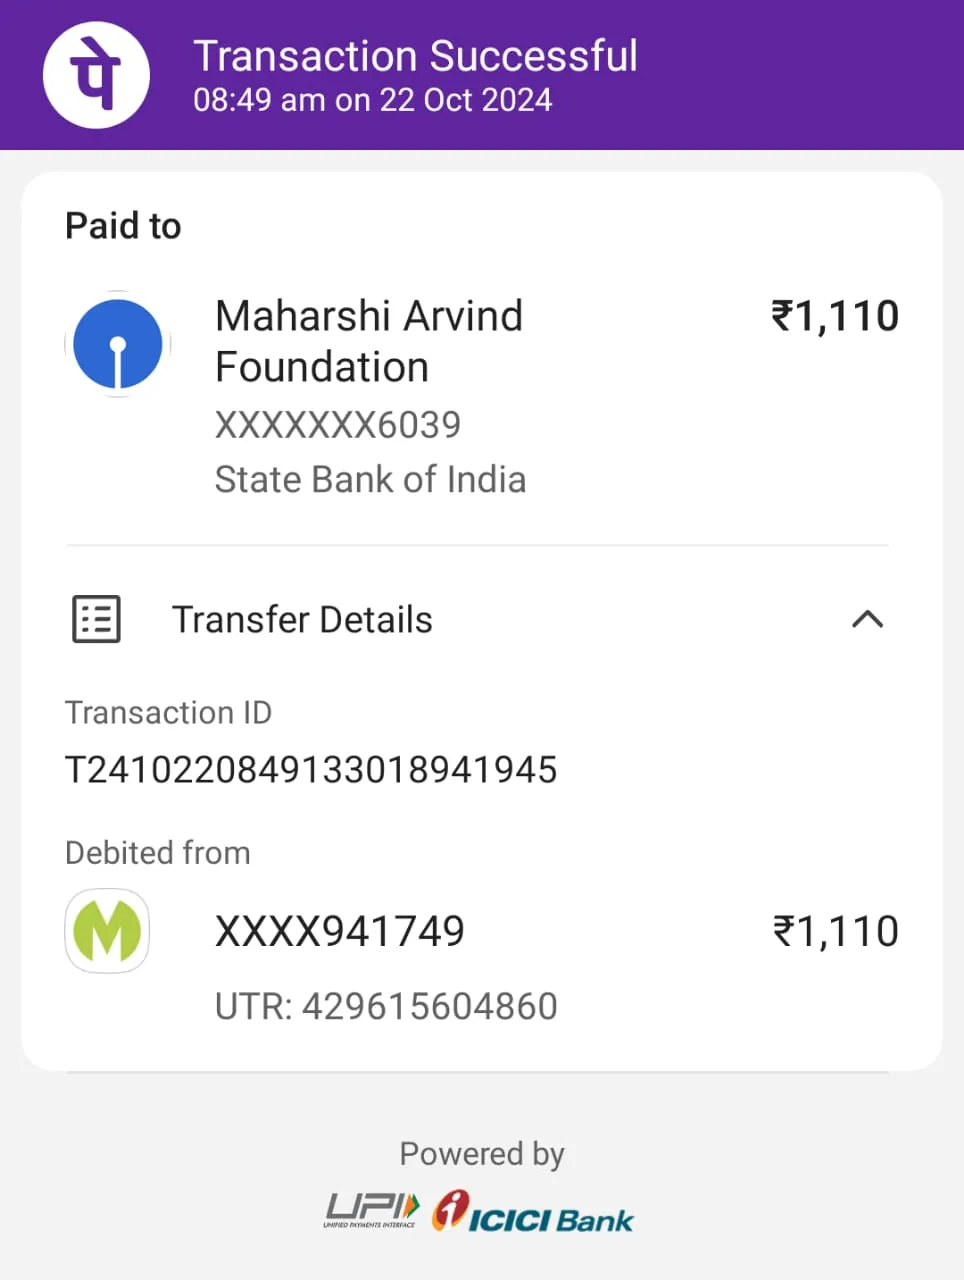 पे
Transaction Successful
08:49 am on 22 Oct 2024
Paid to
Maharshi Arvind
Foundation
₹1,110
XXXXXXX6039
State Bank of India
Transfer Details
Transaction ID
T2410220849133018941945
Debited from
XXXX941749
₹1,110
UTR: 429615604860
Powered by
UPI
UNIFIED PAYMENTS INTERFACE
ICICI Bank